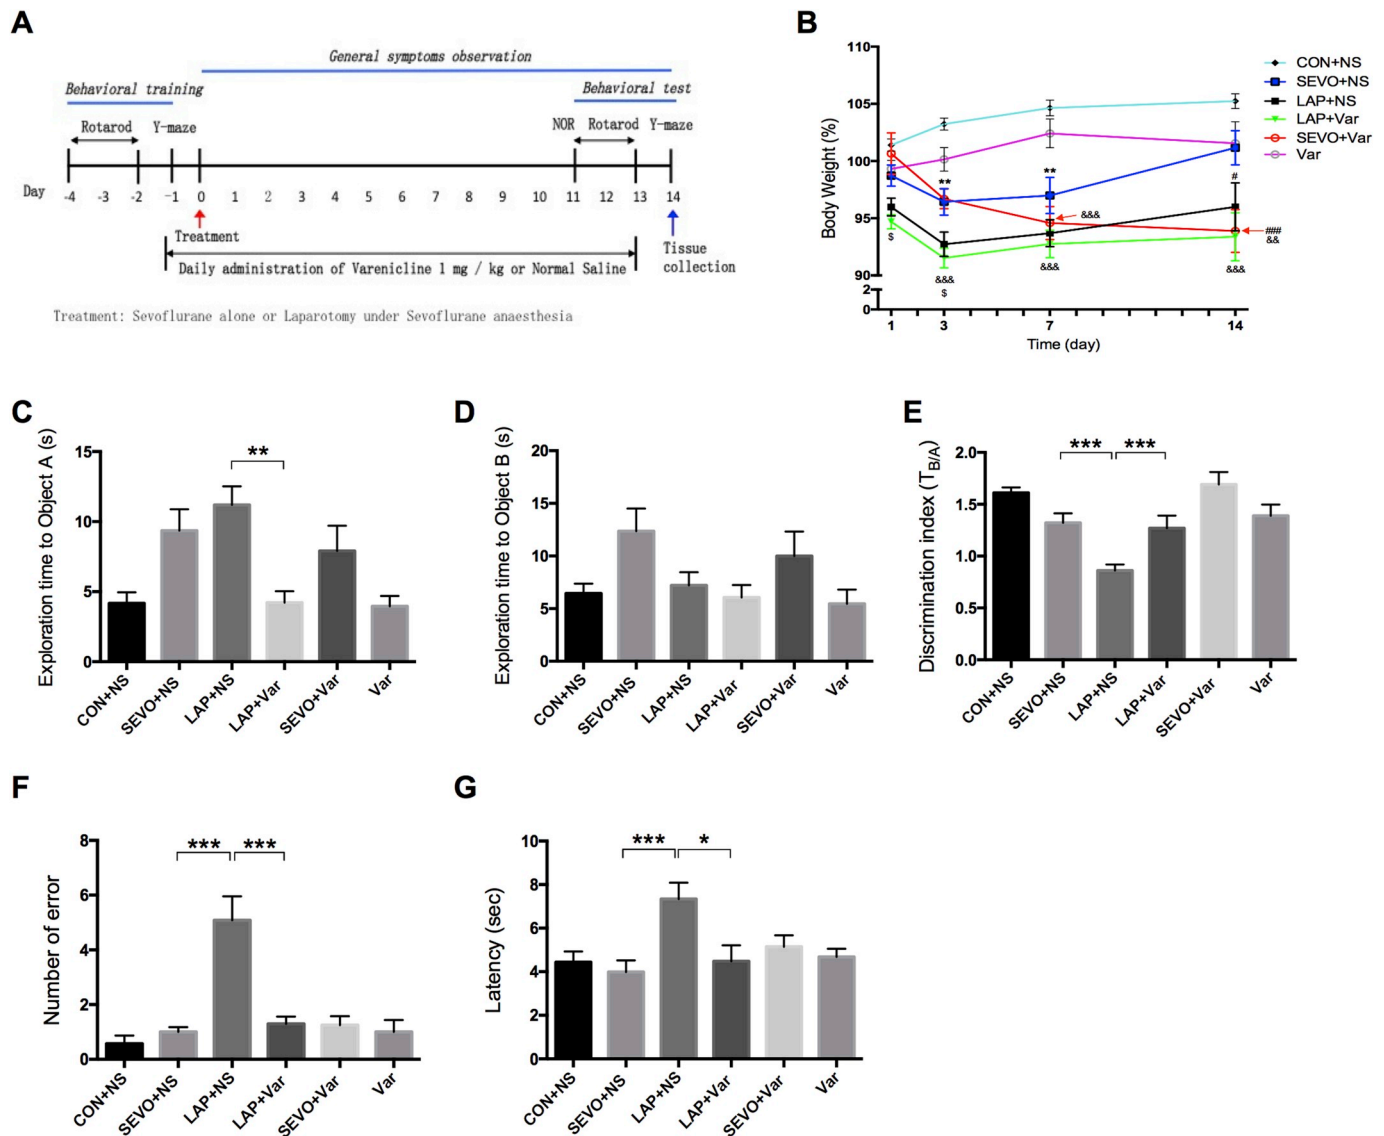 A
General symptoms observation
Behavioral training
Behavioral test
Rotarod
Y-maze
NOR
Rotarod
Y-maze
Day
-4 -3 -2 -1 0 1 2 3 4 5 6 7 8 9 10 11 12 13 14
Treatment
Tissue
collection
Daily administration of Varenicline 1 mg / kg or Normal Saline
Treatment: Sevoflurane alone or Laparotomy under Sevoflurane anaesthesia
B
Body Weight (%)
110
105
100
95
90
2
0
1 3 7 14
Time (day)
CON+NS
SEVO+NS
LAP+NS
LAP+Var
SEVO+Var
Var
** **
#
&&&
###
&&
$
&&&
$
&&&
&&&
C
Exploration time to Object A (s)
15
10
5
0
**
CON+NS
SEVO+NS
LAP+NS
LAP+Var
SEVO+Var
Var
D
Exploration time to Object B (s)
20
15
10
5
0
CON+NS
SEVO+NS
LAP+NS
LAP+Var
SEVO+Var
Var
E
Discrimination index (TB/A)
2.0
1.5
1.0
0.5
0.0
*** ***
CON+NS
SEVO+NS
LAP+NS
LAP+Var
SEVO+Var
Var
F
Number of error
8
6
4
2
0
*** ***
CON+NS
SEVO+NS
LAP+NS
LAP+Var
SEVO+Var
Var
G
Latency (sec)
10
8
6
4
2
0
*** *
CON+NS
SEVO+NS
LAP+NS
LAP+Var
SEVO+Var
Var